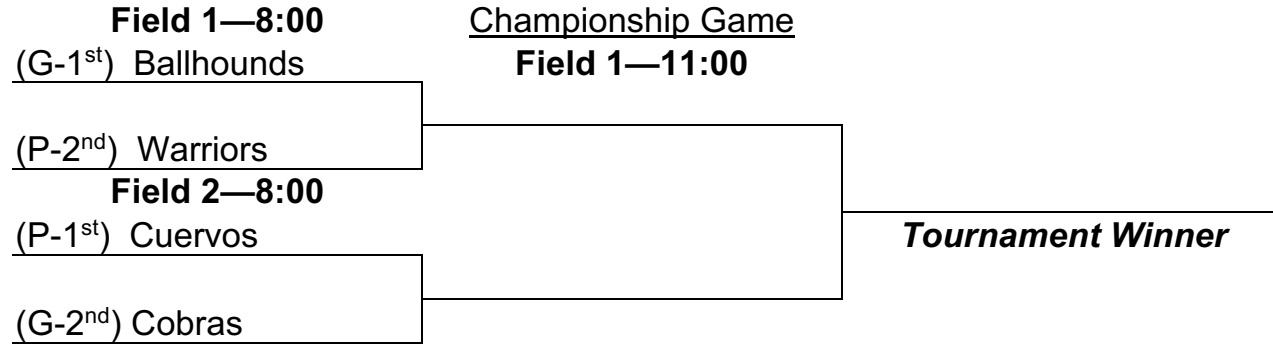 Field 1—8:00 Championship Game
(G-1st) Ballhounds Field 1—11:00
(P-2nd) Warriors
Field 2—8:00
(P-1st) Cuervos Tournament Winner
(G-2nd) Cobras